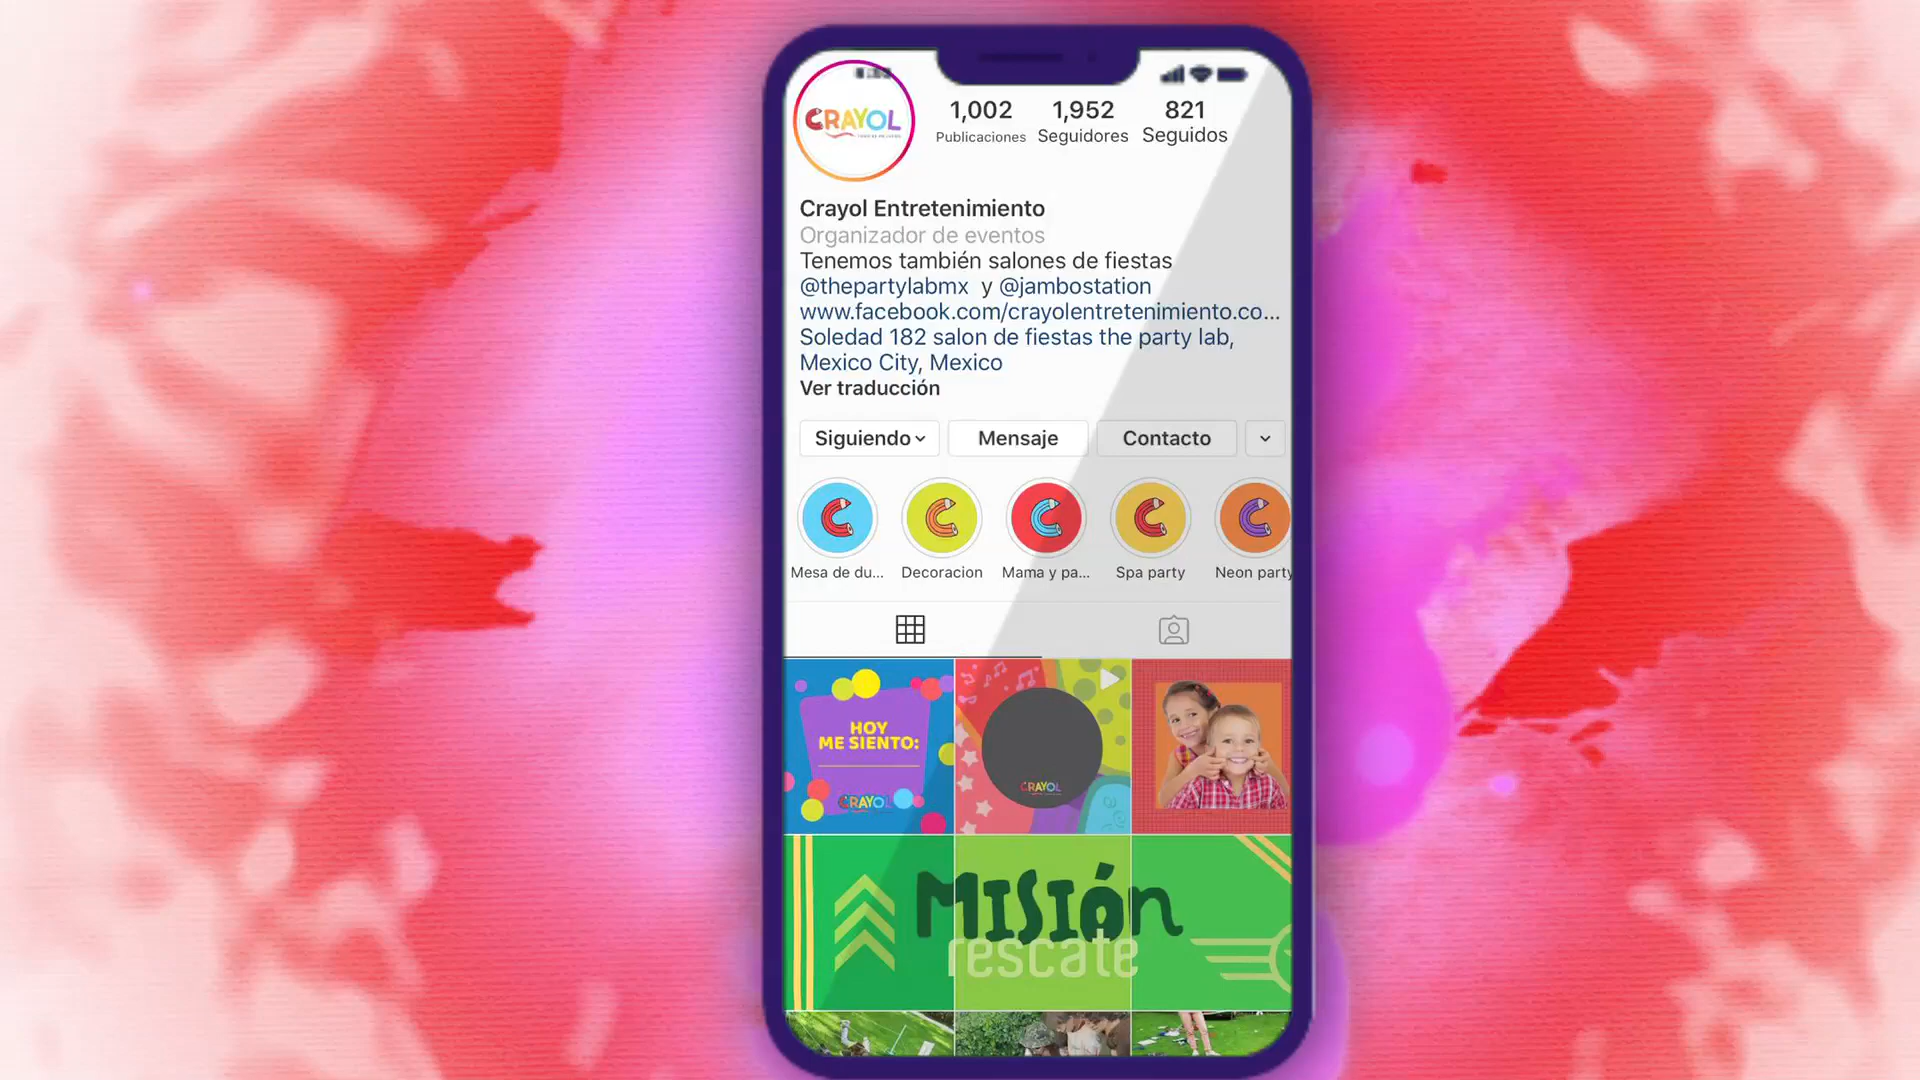 CRAYOL
1,002 1,952 821
Publicaciones Seguidores Seguidos
Crayol Entretenimiento
Organizador de eventos
Tenemos también salones de fiestas
@thepartylabmx y @jambostation
www.facebook.com/crayolentretenimiento.co...
Soledad 182 salon de fiestas the party lab,
Mexico City, Mexico
Ver traducción
Siguiendo Mensaje Contacto
Mesa de du... Decoracion Mama y pa... Spa party Neon party
HOY
ME SIENTO:
CRAYOL
CRAYOL
MISIÓn
rescate